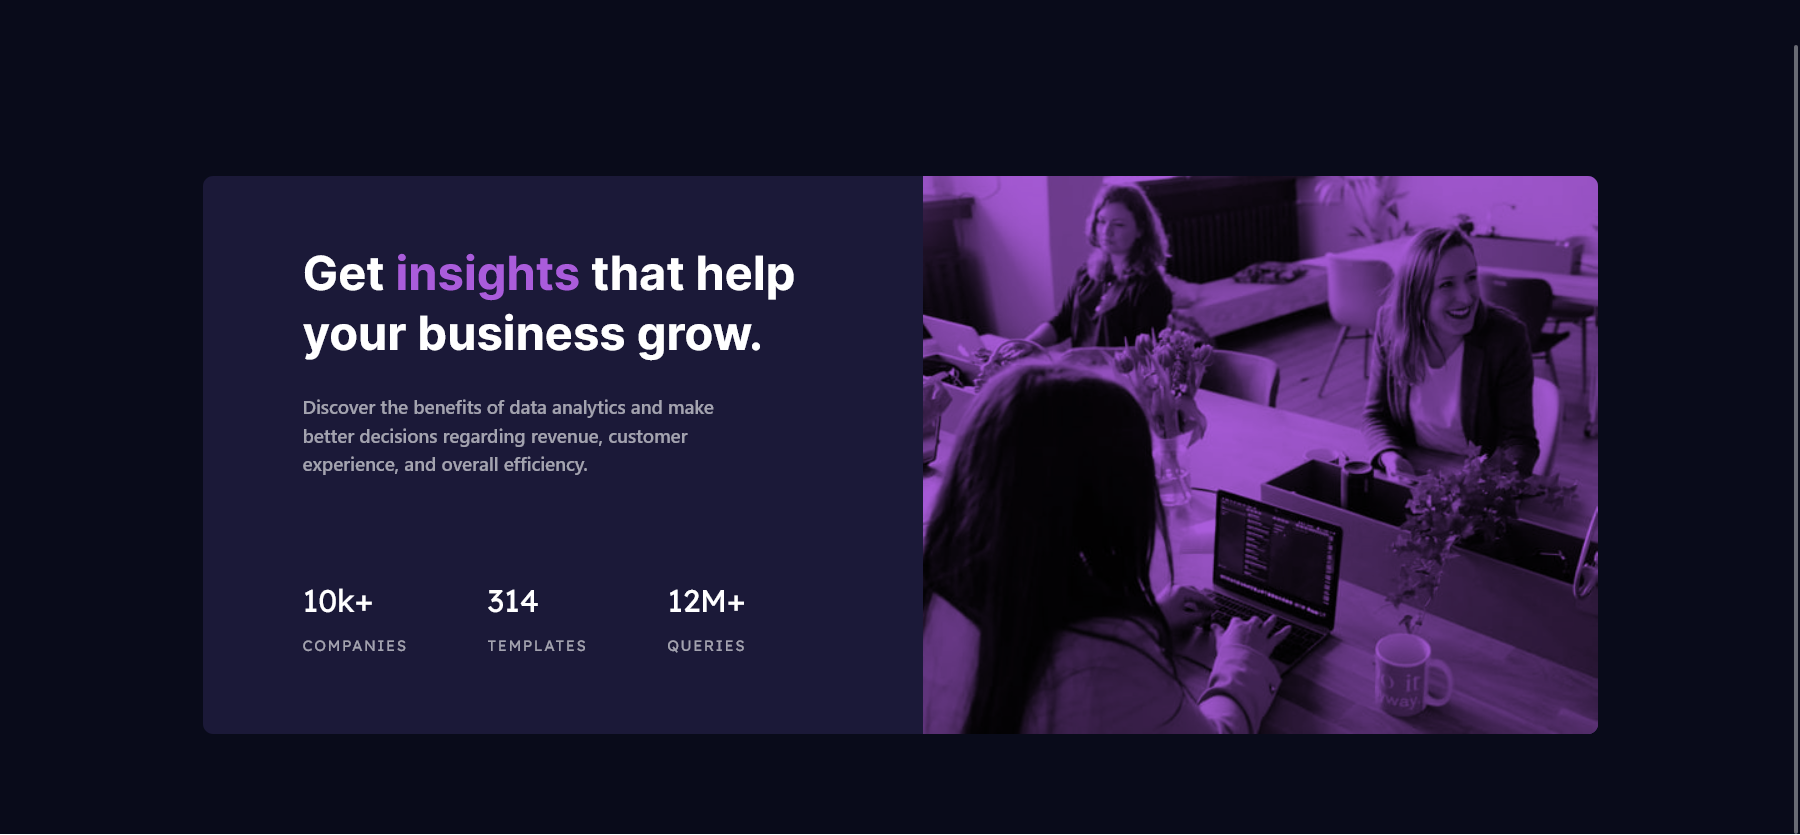 Get insights that help
your business grow.
Discover the benefits of data analytics and make
better decisions regarding revenue, customer
experience, and overall efficiency.
10k+ 314 12M+
COMPANIES TEMPLATES QUERIES